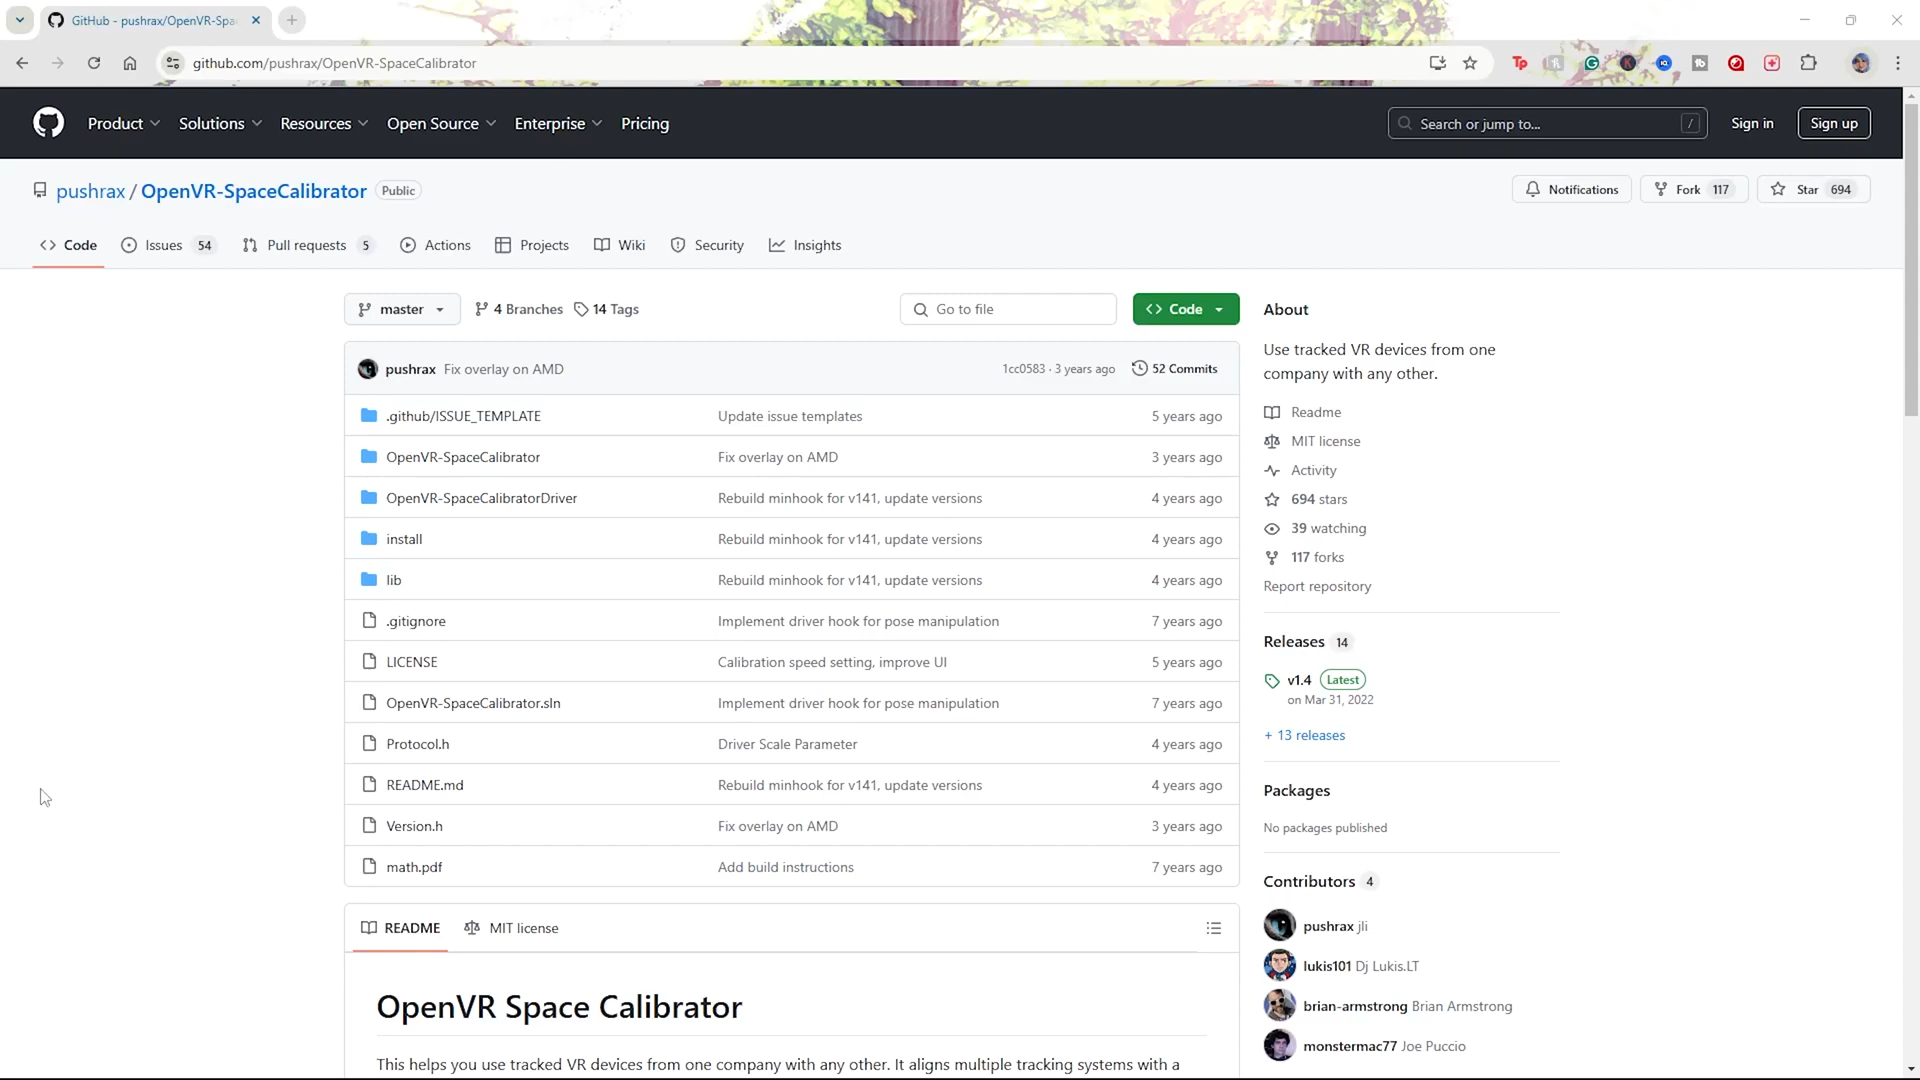 GitHub - pushrax/OpenVR-Spa
github.com/pushrax/OpenVR-SpaceCalibrator
Product Solutions Resources Open Source Enterprise Pricing
Search or jump to...
/
Sign in
Sign up
pushrax / OpenVR-SpaceCalibrator Public
Notifications
Fork 117
Star 694
Code
Issues 54
Pull requests 5
Actions
Projects
Wiki
Security
Insights
master
4 Branches 14 Tags
Go to file
Code
pushrax Fix overlay on AMD 1cc0583 · 3 years ago 52 Commits
.github/ISSUE_TEMPLATE Update issue templates 5 years ago
OpenVR-SpaceCalibrator Fix overlay on AMD 3 years ago
OpenVR-SpaceCalibratorDriver Rebuild minhook for v141, update versions 4 years ago
install Rebuild minhook for v141, update versions 4 years ago
lib Rebuild minhook for v141, update versions 4 years ago
.gitignore Implement driver hook for pose manipulation 7 years ago
LICENSE Calibration speed setting, improve UI 5 years ago
OpenVR-SpaceCalibrator.sln Implement driver hook for pose manipulation 7 years ago
Protocol.h Driver Scale Parameter 4 years ago
README.md Rebuild minhook for v141, update versions 4 years ago
Version.h Fix overlay on AMD 3 years ago
math.pdf Add build instructions 7 years ago
README MIT license
OpenVR Space Calibrator
This helps you use tracked VR devices from one company with any other. It aligns multiple tracking systems with a
About
Use tracked VR devices from one
company with any other.
Readme
MIT license
Activity
694 stars
39 watching
117 forks
Report repository
Releases 14
v1.4 Latest
on Mar 31, 2022
+ 13 releases
Packages
No packages published
Contributors 4
pushrax jli
lukis101 Dj Lukis.LT
brian-armstrong Brian Armstrong
monstermac77 Joe Puccio